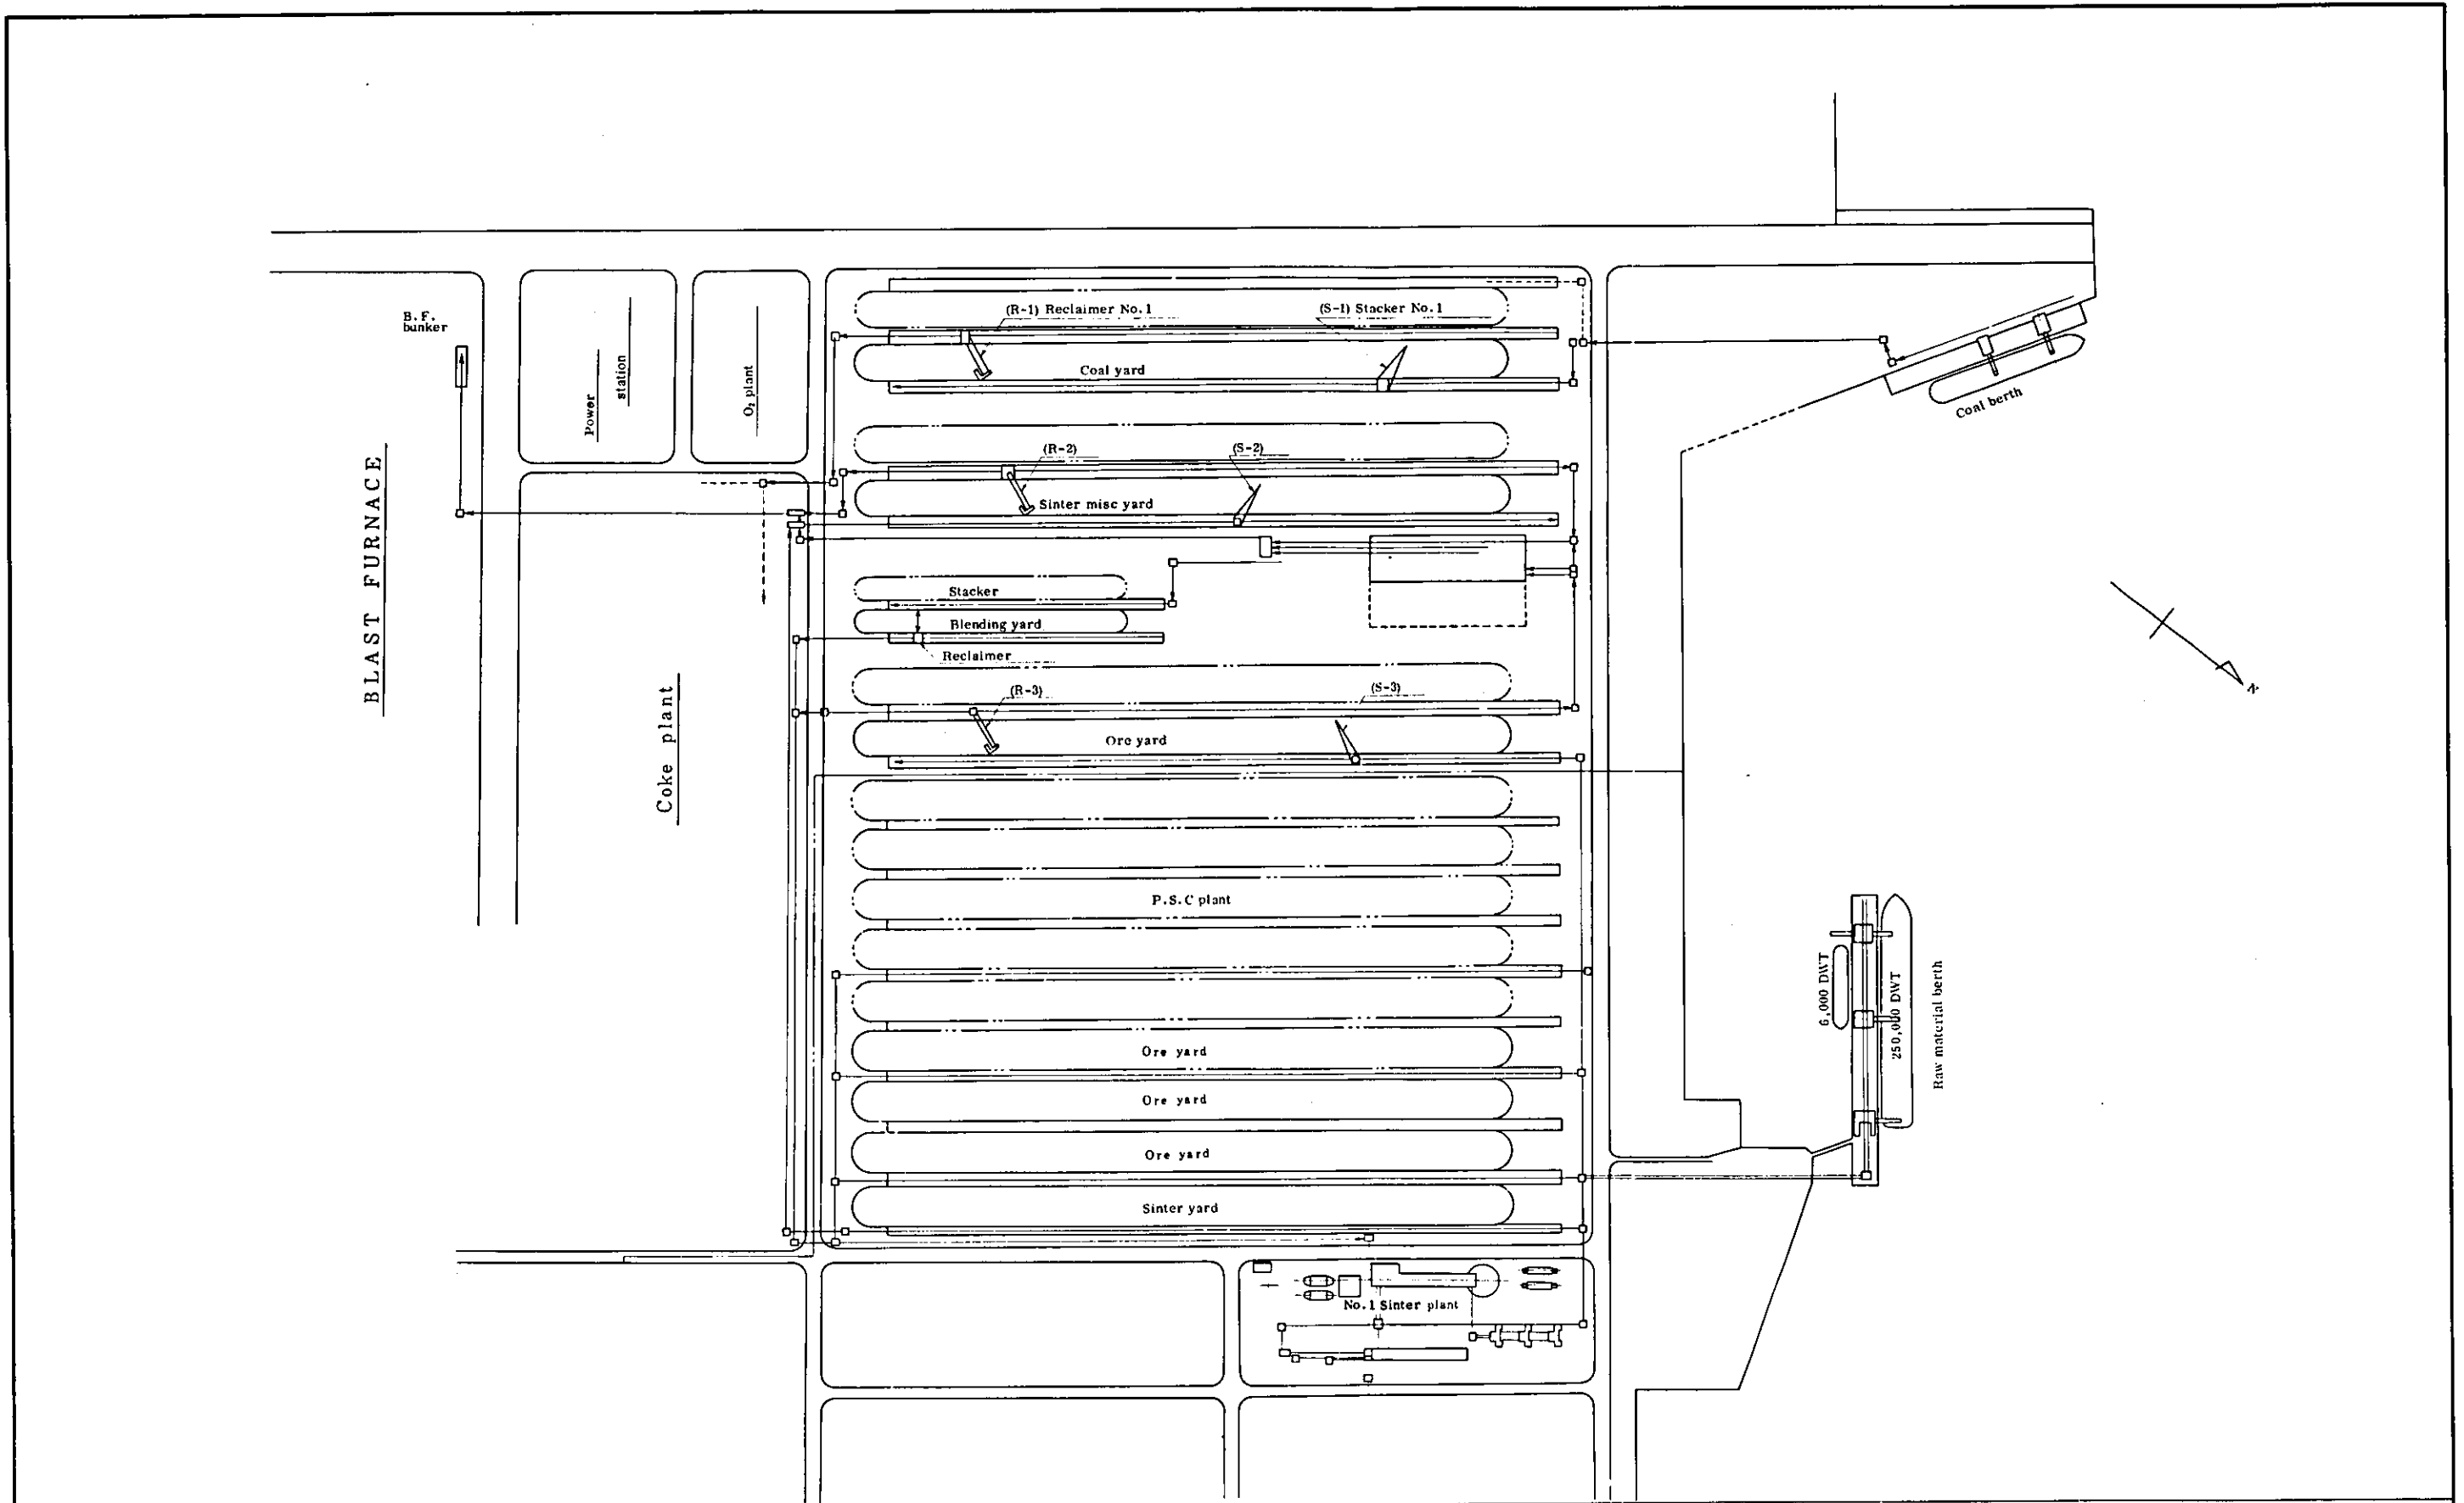 B.F.
bunker
Power
station
O₂ plant
(R-1) Reclaimer No.1
(S-1) Stacker No.1
Coal yard
Coal berth
(R-2)
(S-2)
Sinter misc yard
BLAST FURNACE
Stacker
Blending yard
Reclaimer
N
Coke plant
(R-3)
(S-3)
Ore yard
P.S.C plant
6,000 DWT
250,000 DWT
Raw material berth
Ore yard
Ore yard
Ore yard
Sinter yard
No.1 Sinter plant